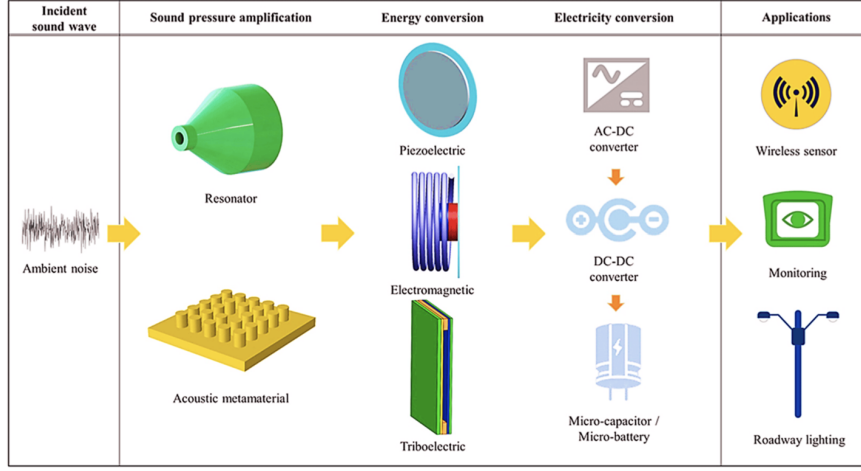 Incident
sound wave
Sound pressure amplification
Energy conversion
Electricity conversion
Applications
Ambient noise
Resonator
Acoustic metamaterial
Piezoelectric
Electromagnetic
Triboelectric
AC-DC
converter
DC-DC
converter
Micro-capacitor /
Micro-battery
Wireless sensor
Monitoring
Roadway lighting